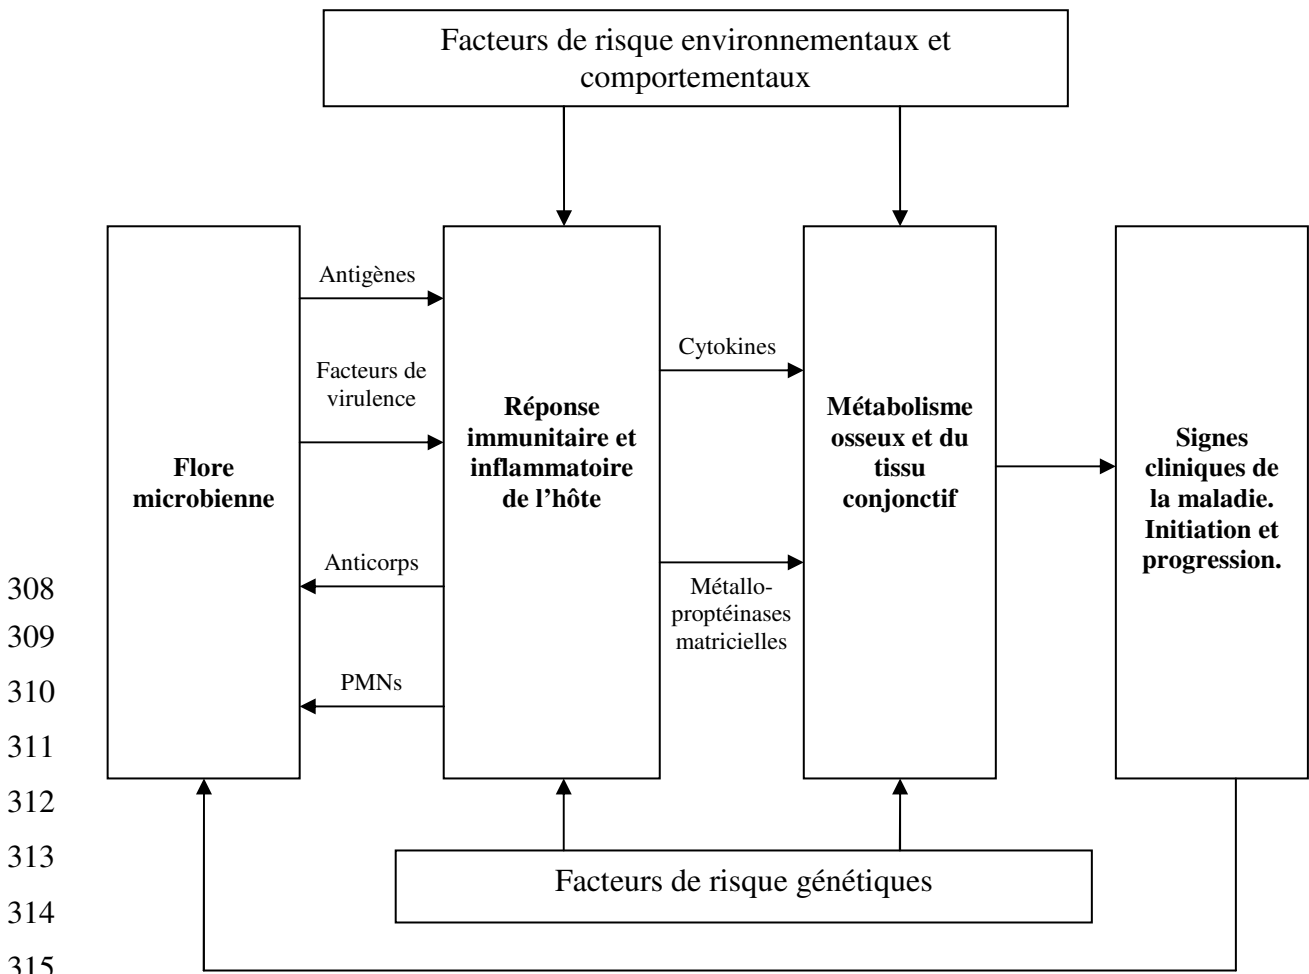 Facteurs de risque environnementaux et
comportementaux
Antigènes
Facteurs de
virulence
Flore
microbienne
Anticorps
PMNs
Réponse
immunitaire et
inflammatoire
de l’hôte
Cytokines
Métallo-
proptéinases
matricielles
Métabolisme
osseux et du
tissu
conjonctif
Signes
cliniques de
la maladie.
Initiation et
progression.
Facteurs de risque génétiques
308
309
310
311
312
313
314
315